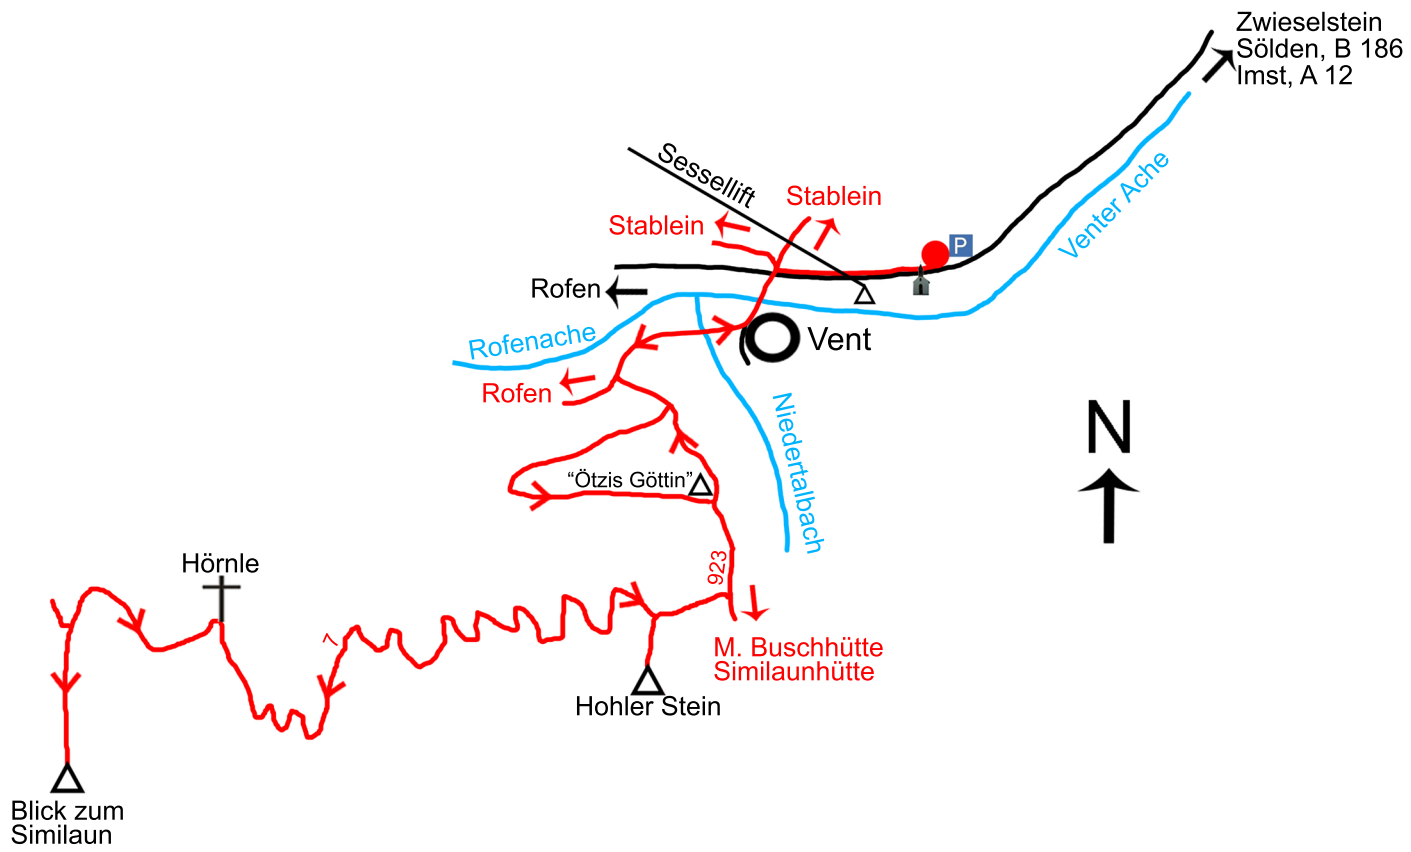 Zwieselstein
Sölden, B 186
Imst, A 12
Sessellift
Stablein
Stablein
Venter Ache
P
Rofen
Rofenache
Vent
Rofen
Niedertalbach
N
“Ötzis Göttin”
923
Hörnle
7
M. Buschhütte
Similaunhütte
Hohler Stein
Blick zum
Similaun